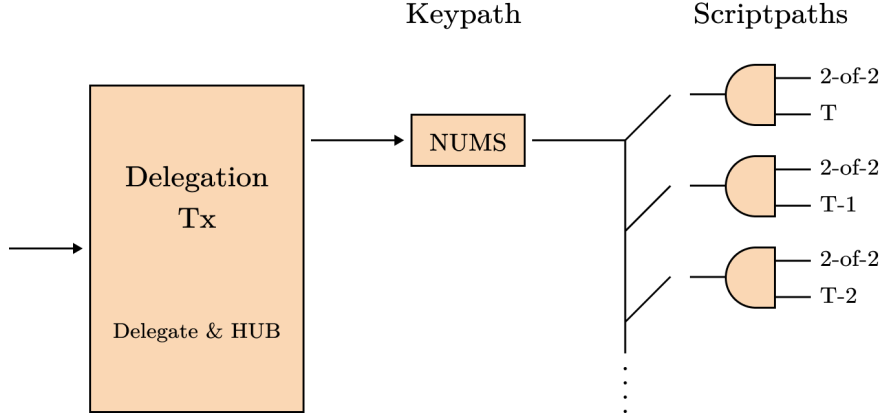 Keypath
Scriptpaths
Delegation
Tx
Delegate & HUB
NUMS
2-of-2
T
2-of-2
T-1
2-of-2
T-2